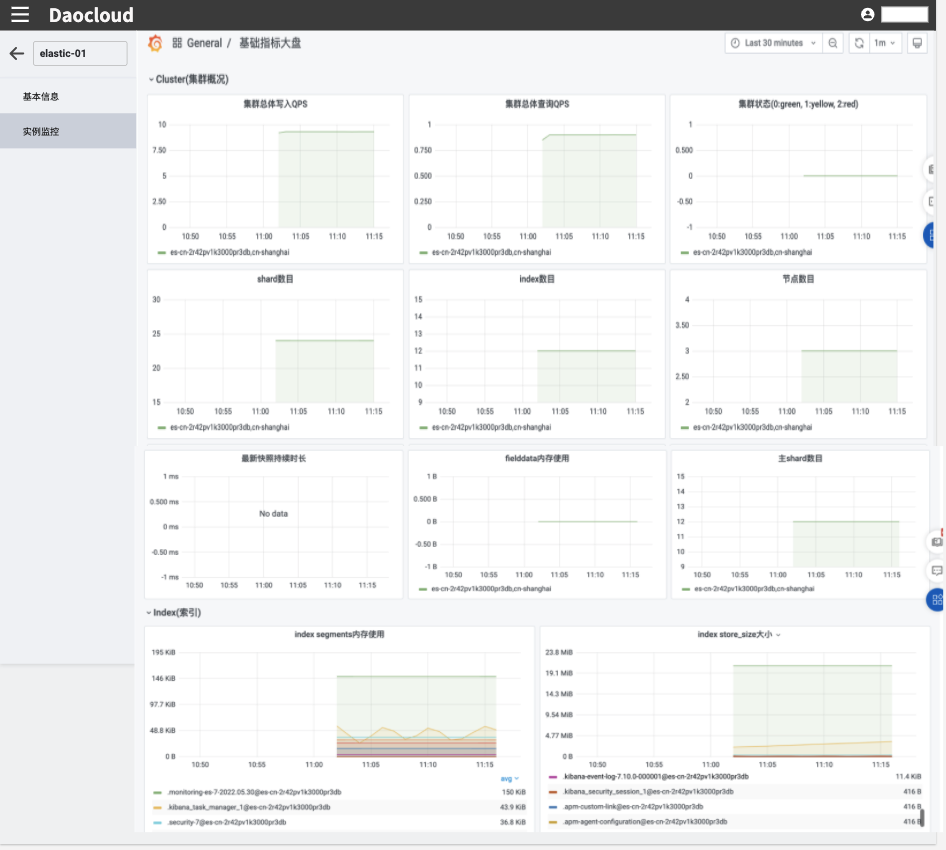 Daocloud
elastic-01
General / 基础指标大盘
Last 30 minutes
1m
基本信息
实例监控
Cluster(集群概况)
集群总体写入QPS
10
7.50
5
2.50
0
10:50 10:55 11:00 11:05 11:10 11:15
es-cn-2r42pv1k3000pr3db,cn-shanghai
集群总体查询QPS
1
0.750
0.500
0.250
0
10:50 10:55 11:00 11:05 11:10 11:15
es-cn-2r42pv1k3000pr3db,cn-shanghai
集群状态(0:green, 1:yellow, 2:red)
1
0.500
0
-0.50
-1
10:50 10:55 11:00 11:05 11:10 11:15
es-cn-2r42pv1k3000pr3db,cn-shanghai
shard数目
30
25
20
15
10:50 10:55 11:00 11:05 11:10 11:15
es-cn-2r42pv1k3000pr3db,cn-shanghai
index数目
15
14
13
12
11
10
9
10:50 10:55 11:00 11:05 11:10 11:15
es-cn-2r42pv1k3000pr3db,cn-shanghai
节点数目
4
3.50
3
2.50
2
10:50 10:55 11:00 11:05 11:10 11:15
es-cn-2r42pv1k3000pr3db,cn-shanghai
最新快照持续时长
1 ms
0.500 ms
0 ms
-0.50 ms
-1 ms
No data
10:50 10:55 11:00 11:05 11:10 11:15
fielddata内存使用
1 B
0.500 B
0 B
-0.50 B
-1 B
10:50 10:55 11:00 11:05 11:10 11:15
es-cn-2r42pv1k3000pr3db,cn-shanghai
主shard数目
15
14
13
12
11
10
9
10:50 10:55 11:00 11:05 11:10 11:15
es-cn-2r42pv1k3000pr3db,cn-shanghai
Index(索引)
index segments内存使用
195 KiB
146 KiB
97.7 KiB
48.8 KiB
0 B
10:50 10:55 11:00 11:05 11:10 11:15
avg
.monitoring-es-7-2022.05.30@es-cn-2r42pv1k3000pr3db 150 KiB
.kibana_task_manager_1@es-cn-2r42pv1k3000pr3db 43.9 KiB
.security-7@es-cn-2r42pv1k3000pr3db 36.8 KiB
index store_size大小
23.8 MiB
19.1 MiB
14.3 MiB
9.54 MiB
4.77 MiB
0 B
10:50 10:55 11:00 11:05 11:10 11:15
.kibana-event-log-7.10.0-000001@es-cn-2r42pv1k3000pr3db 11.4 KiB
.kibana_security_session_1@es-cn-2r42pv1k3000pr3db 416 B
.apm-custom-link@es-cn-2r42pv1k3000pr3db 416 B
.apm-agent-configuration@es-cn-2r42pv1k3000pr3db 416 B